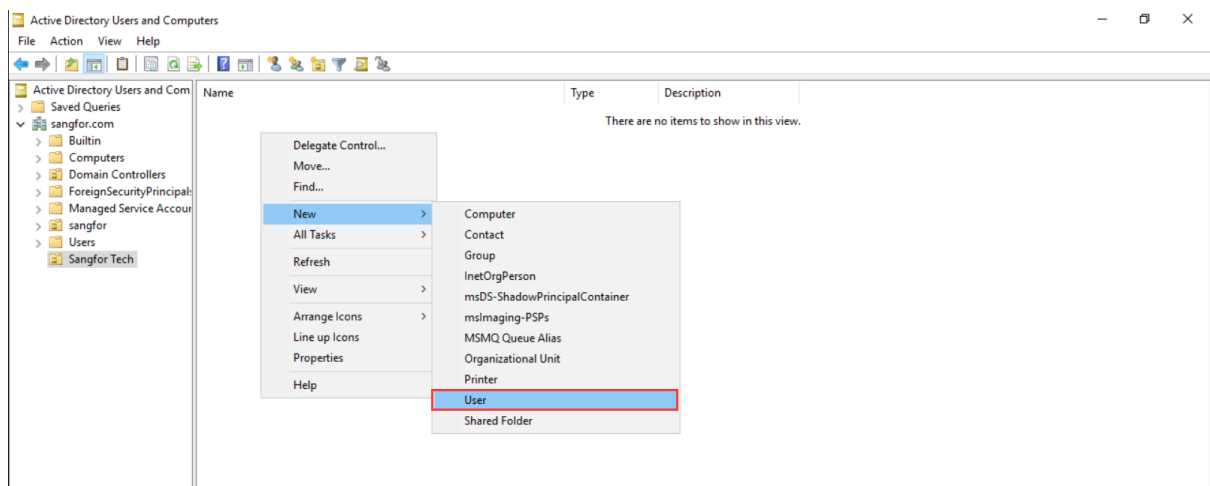 Active Directory Users and Computers
File Action View Help
Active Directory Users and Com
Name Type Description
Saved Queries
There are no items to show in this view.
sangfor.com
Builtin
Computers
Domain Controllers
ForeignSecurityPrincipals
Managed Service Accour
sangfor
Users
Sangfor Tech
Delegate Control...
Move...
Find...
New
All Tasks
Refresh
View
Arrange Icons
Line up Icons
Properties
Help
Computer
Contact
Group
InetOrgPerson
msDS-ShadowPrincipalContainer
msImaging-PSPs
MSMQ Queue Alias
Organizational Unit
Printer
User
Shared Folder